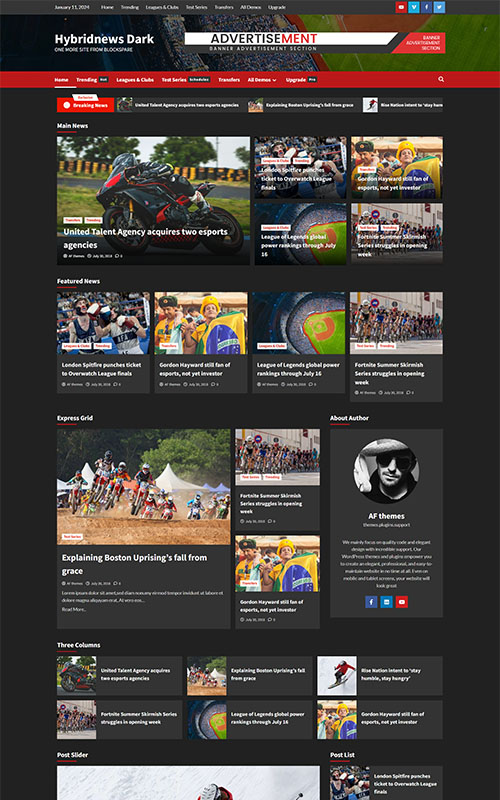 January 11, 2024 Home Trending Leagues & Clubs Test Series Transfers All Demos Upgrade
Hybridnews Dark
ONE MORE SITE FROM BLOCKSPARE
ADVERTISEMENT
BANNER ADVERTISEMENT SECTION
BANNER
ADVERTISEMENT
SECTION
Home Trending Hot Leagues & Clubs Test Series Schedules Transfers All Demos Upgrade Pro
Exclusive
Breaking News
United Talent Agency acquires two esports agencies
Explaining Boston Uprising's fall from grace
Rise Nation intent to 'stay hum
Main News
Transfers Trending
United Talent Agency acquires two esports
agencies
AF themes July 30, 2018 0
Leagues & Clubs Trending
London Spitfire punches
ticket to Overwatch League
finals
Transfers
Gordon Hayward still fan of
esports, not yet investor
Leagues & Clubs
League of Legends global
power rankings through July
16
Test Series Trending
Fortnite Summer Skirmish
Series struggles in opening
week
Featured News
Leagues & Clubs Trending
London Spitfire punches ticket
to Overwatch League finals
AF themes July 30, 2018 0
Transfers
Gordon Hayward still fan of
esports, not yet investor
AF themes July 30, 2018 0
Leagues & Clubs
League of Legends global power
rankings through July 16
AF themes July 30, 2018 0
Test Series Trending
Fortnite Summer Skirmish
Series struggles in opening
week
AF themes July 30, 2018 0
Express Grid
Test Series
Explaining Boston Uprising's fall from
grace
AF themes July 30, 2018 0
Lorem ipsum dolor sit amet,sed diam nonumy eirmod tempor invidunt ut labore et
dolore magna aliquyam erat, At vero eos...
Read More..
Test Series Trending
Fortnite Summer Skirmish
Series struggles in opening
week
July 30, 2018 0
Transfers
Gordon Hayward still fan of
esports, not yet investor
July 30, 2018 0
About Author
AF themes
themes.plugins.support
We mainly focus on quality code and elegant
design with incredible support. Our
WordPress themes and plugins empower you
to create an elegant, professional, and easy-to-
maintain website in no time at all. Even on
mobile and tablet screens, your website will
look great
Three Columns
United Talent Agency acquires
two esports agencies
Explaining Boston Uprising's fall
from grace
Rise Nation intent to 'stay
humble, stay hungry'
Fortnite Summer Skirmish Series
struggles in opening week
League of Legends global power
rankings through July 16
Gordon Hayward still fan of
esports, not yet investor
Post Slider
Post List
London Spitfire punches
ticket to Overwatch League
finals